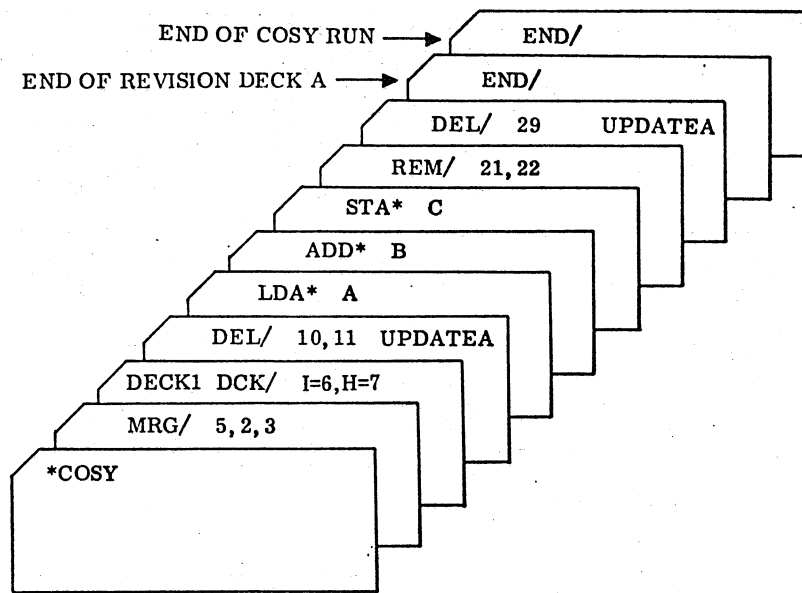 END OF COSY RUN END/
END OF REVISION DECK A END/
DEL/ 29 UPDATEA
REM/ 21,22
STA* C
ADD* B
LDA* A
DEL/ 10,11 UPDATEA
DECK1 DCK/ I=6,H=7
MRG/ 5,2,3
*COSY